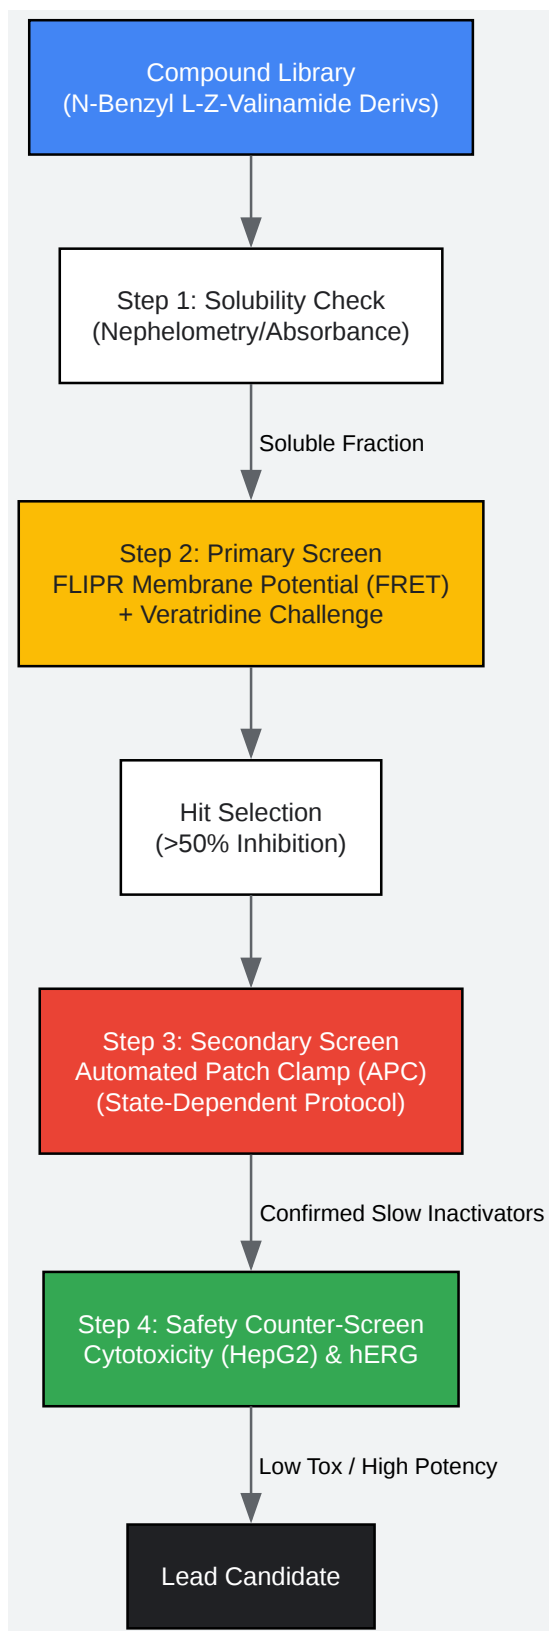 Compound Library
(N-Benzyl L-Z-Valinamide Derivs)
Step 1: Solubility Check
(Nephelometry/Absorbance)
Soluble Fraction
Step 2: Primary Screen
FLIPR Membrane Potential (FRET)
+ Veratridine Challenge
Hit Selection
(>50% Inhibition)
Step 3: Secondary Screen
Automated Patch Clamp (APC)
(State-Dependent Protocol)
Confirmed Slow Inactivators
Step 4: Safety Counter-Screen
Cytotoxicity (HepG2) & hERG
Low Tox / High Potency
Lead Candidate